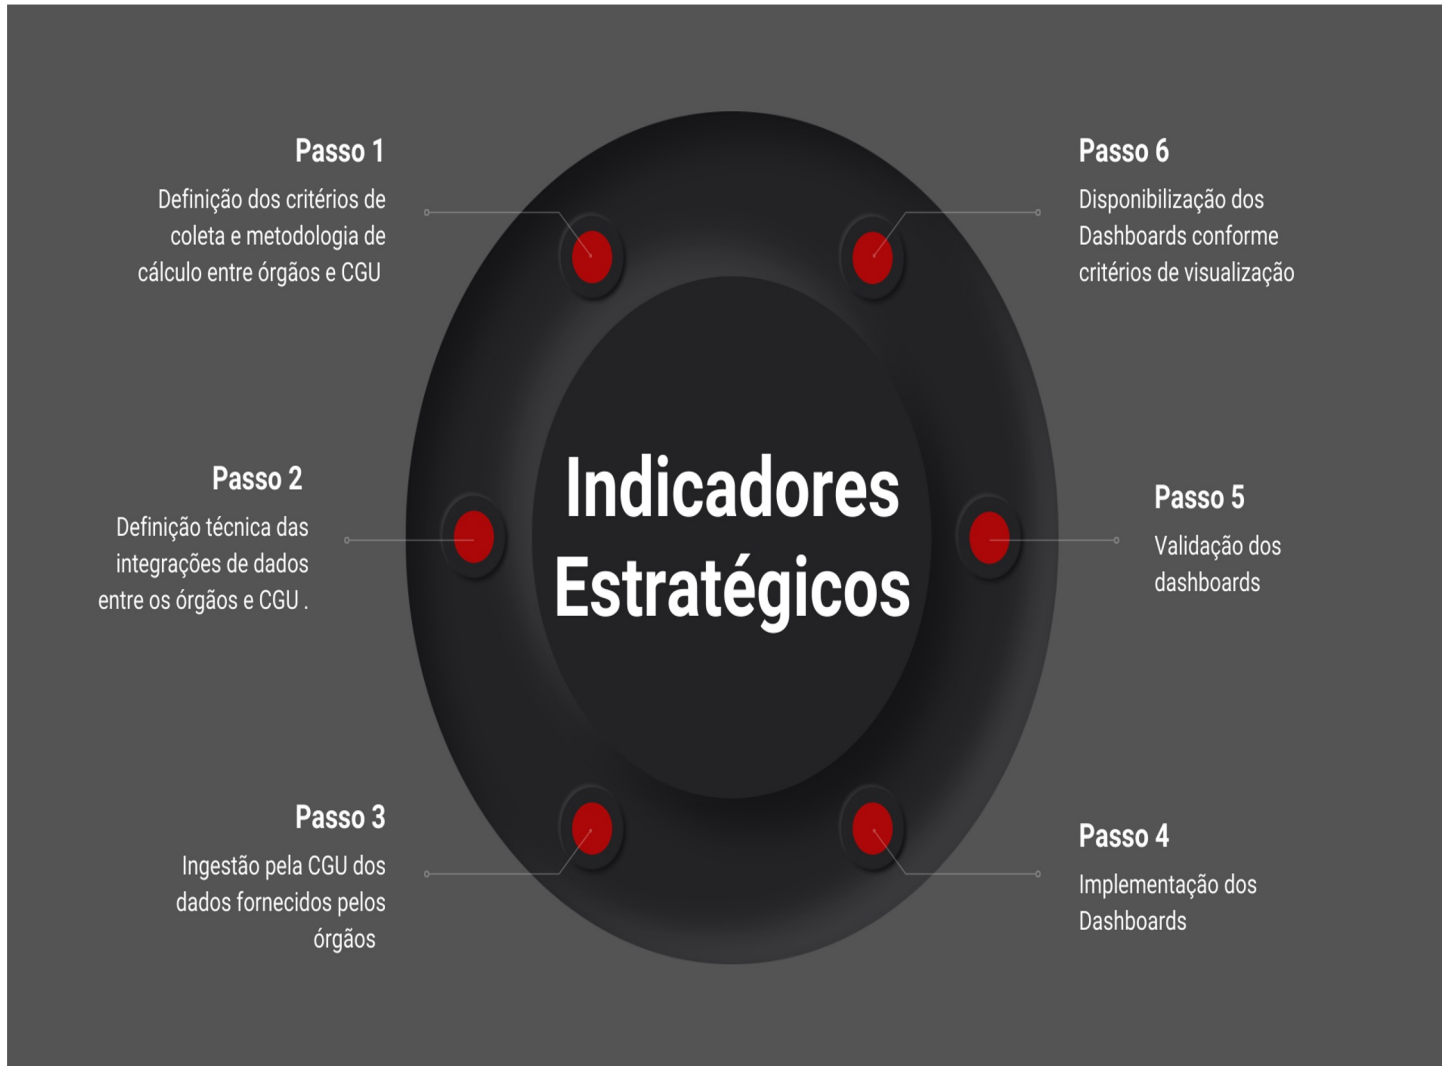 Passo 1
Definição dos critérios de
coleta e metodologia de
cálculo entre órgãos e CGU
Passo 2
Definição técnica das
integrações de dados
entre os órgãos e CGU .
Passo 3
Ingestão pela CGU dos
dados fornecidos pelos
órgãos
Indicadores
Estratégicos
Passo 4
Implementação dos
Dashboards
Passo 5
Validação dos
dashboards
Passo 6
Disponibilização dos
Dashboards conforme
critérios de visualização